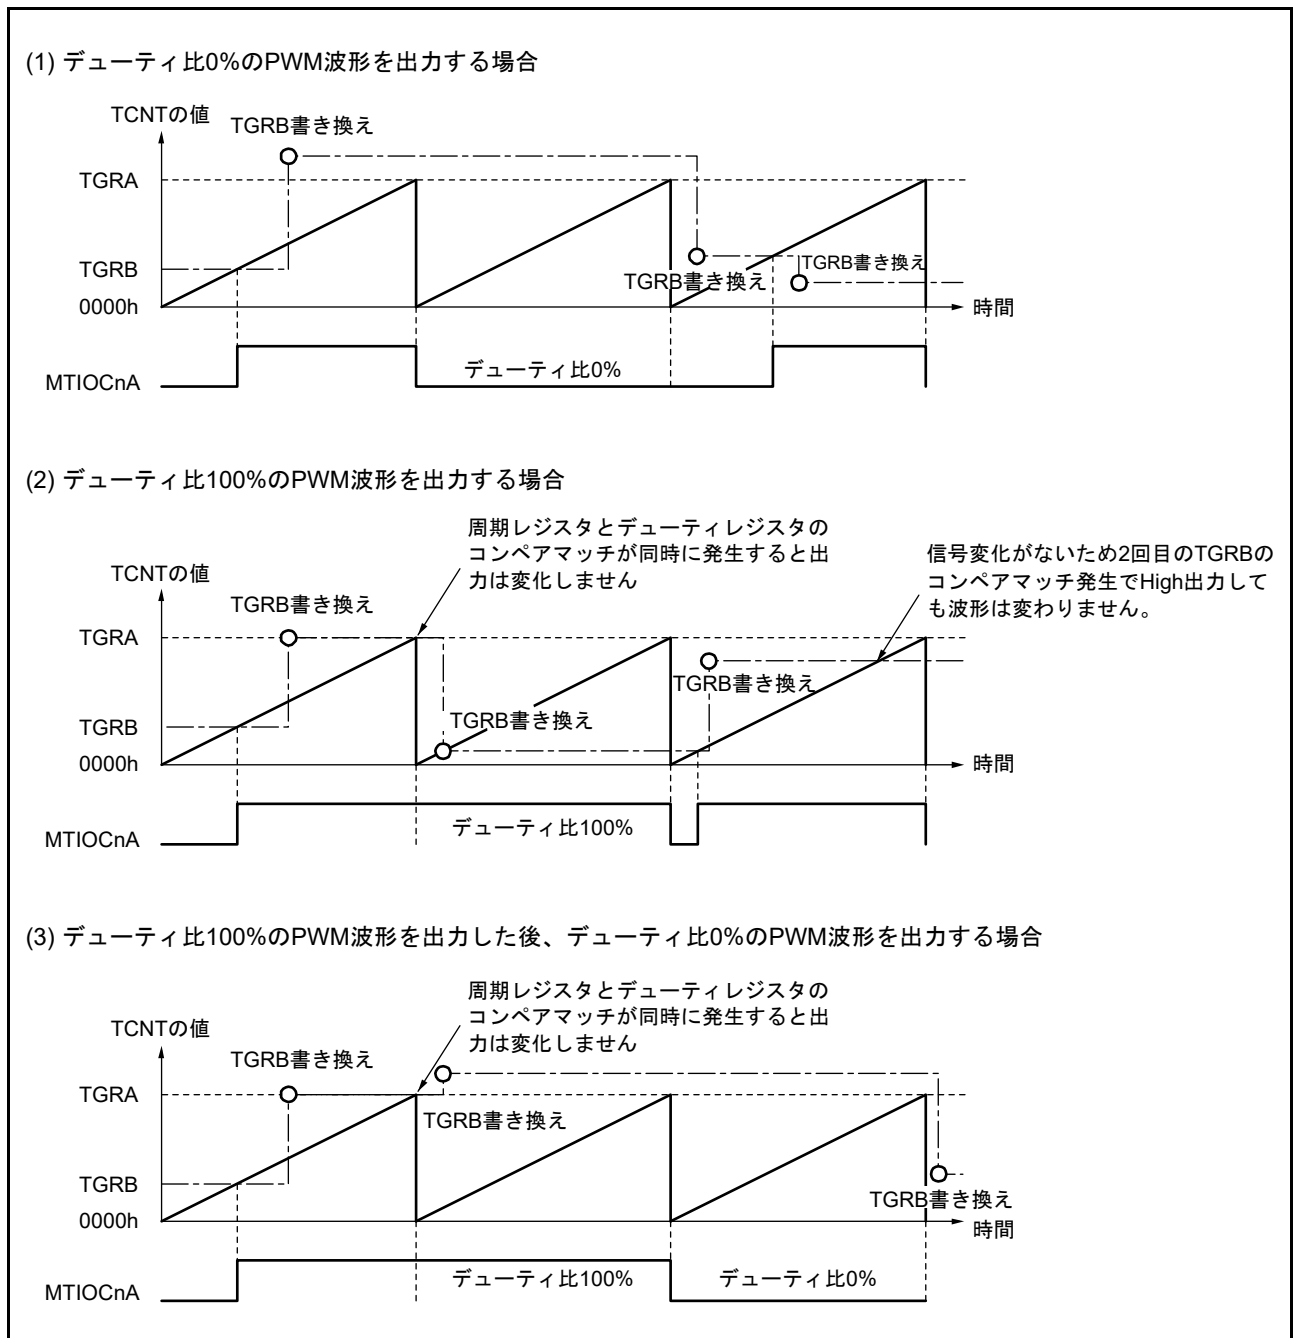 (1) デューティ比0%のPWM波形を出力する場合
TCNTの値
TGRB書き換え
TGRA
TGRB
TGRB書き換え
TGRB書き換え
0000h
時間
デューティ比0%
MTIOCnA
(2) デューティ比100%のPWM波形を出力する場合
周期レジスタとデューティレジスタの
コンペアマッチが同時に発生すると出
力は変化しません
信号変化がないため2回目のTGRBの
コンペアマッチ発生でHigh出力して
も波形は変わりません。
TCNTの値
TGRB書き換え
TGRA
TGRB書き換え
TGRB
TGRB書き換え
0000h
時間
デューティ比100%
MTIOCnA
(3) デューティ比100%のPWM波形を出力した後、デューティ比0%のPWM波形を出力する場合
周期レジスタとデューティレジスタの
コンペアマッチが同時に発生すると出
力は変化しません
TCNTの値
TGRB書き換え
TGRA
TGRB書き換え
TGRB
TGRB書き換え
0000h
時間
デューティ比100%
デューティ比0%
MTIOCnA